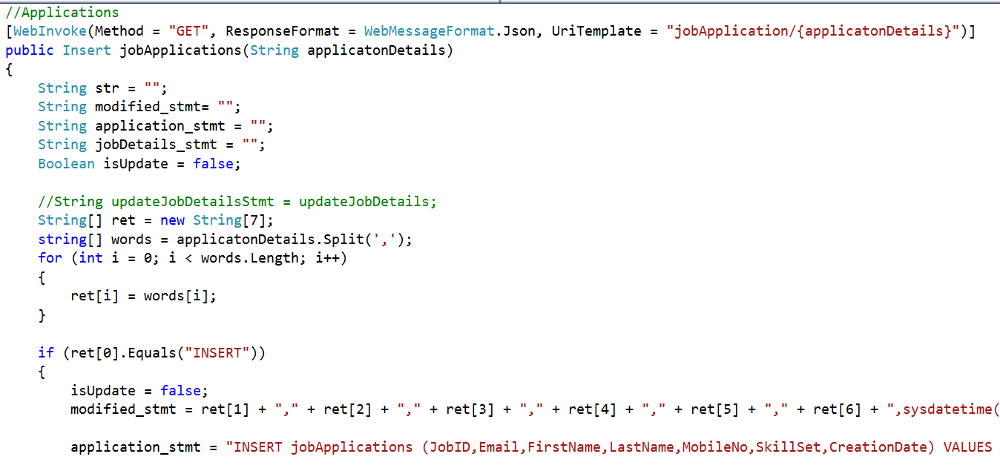 //Applications
[WebInvoke(Method = "GET", ResponseFormat = WebMessageFormat.Json, UriTemplate = "jobApplication/{applicatonDetails}")]
public Insert jobApplications(String applicatonDetails)
{
String str = "";
String modified_stmt= "";
String application_stmt = "";
String jobDetails_stmt = "";
Boolean isUpdate = false;
//String updateJobDetailsStmt = updateJobDetails;
String[] ret = new String[7];
string[] words = applicatonDetails.Split(',');
for (int i = 0; i < words.Length; i++)
{
ret[i] = words[i];
}
if (ret[0].Equals("INSERT"))
{
isUpdate = false;
modified_stmt = ret[1] + "," + ret[2] + "," + ret[3] + "," + ret[4] + "," + ret[5] + "," + ret[6] + ",sysdatetime(
application_stmt = "INSERT jobApplications (JobID,Email,FirstName,LastName,MobileNo,SkillSet,CreationDate) VALUES